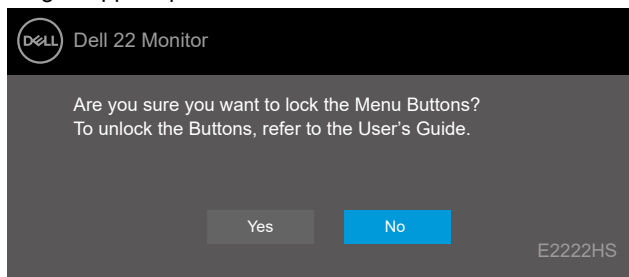 DELL Dell 22 Monitor
Are you sure you want to lock the Menu Buttons?
To unlock the Buttons, refer to the User's Guide.
Yes No
E2222HS